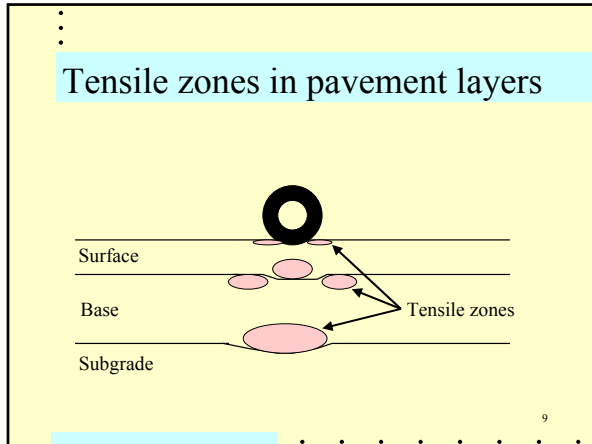 Tensile zones in pavement layers
Surface
Base
Tensile zones
Subgrade
9